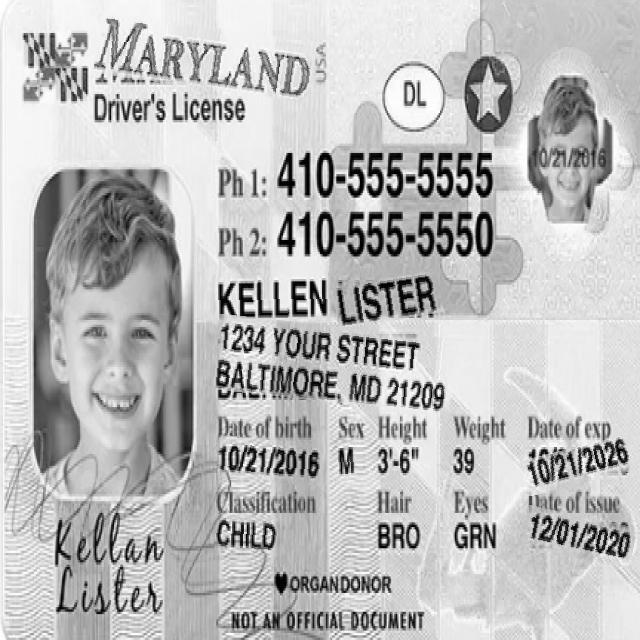 MARYLAND USA
Driver's License
DL
10/21/2016
Ph 1: 410-555-5555
Ph 2: 410-555-5550
KELLEN LISTER
1234 YOUR STREET
BALTIMORE, MD 21209
Date of birth Sex Height Weight Date of exp
10/21/2016 M 3'-6" 39 10/21/2026
Classification Hair Eyes Date of issue
CHILD BRO GRN 12/01/2020
Kellan
Lister
ORGANDONOR
NOT AN OFFICIAL DOCUMENT